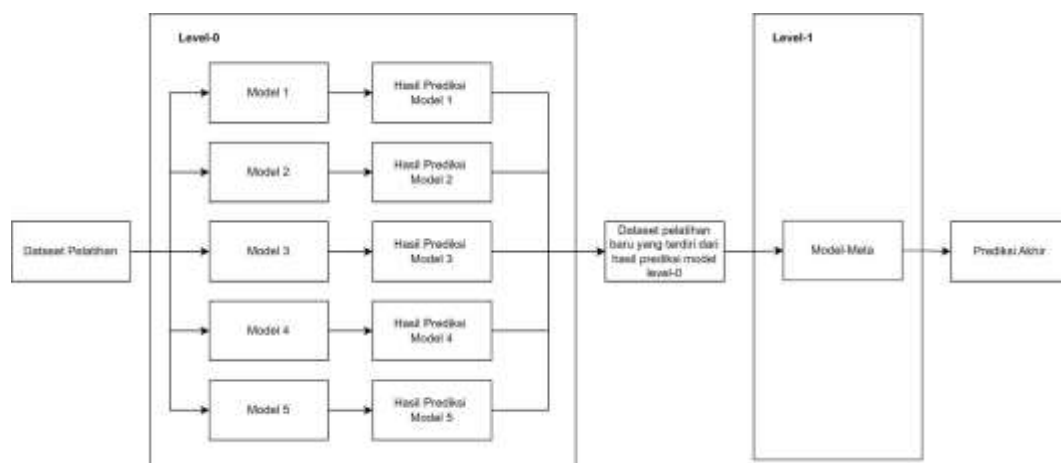 Level-0
Level-1
Model 1
Hasil Prediksi
Model 1
Model 2
Hasil Prediksi
Model 2
Dataset Pelatihan
Model 3
Hasil Prediksi
Model 3
Dataset pelatihan
baru yang terdiri dari
hasil prediksi model
level-0
Model-Meta
Prediksi Akhir
Model 4
Hasil Prediksi
Model 4
Model 5
Hasil Prediksi
Model 5